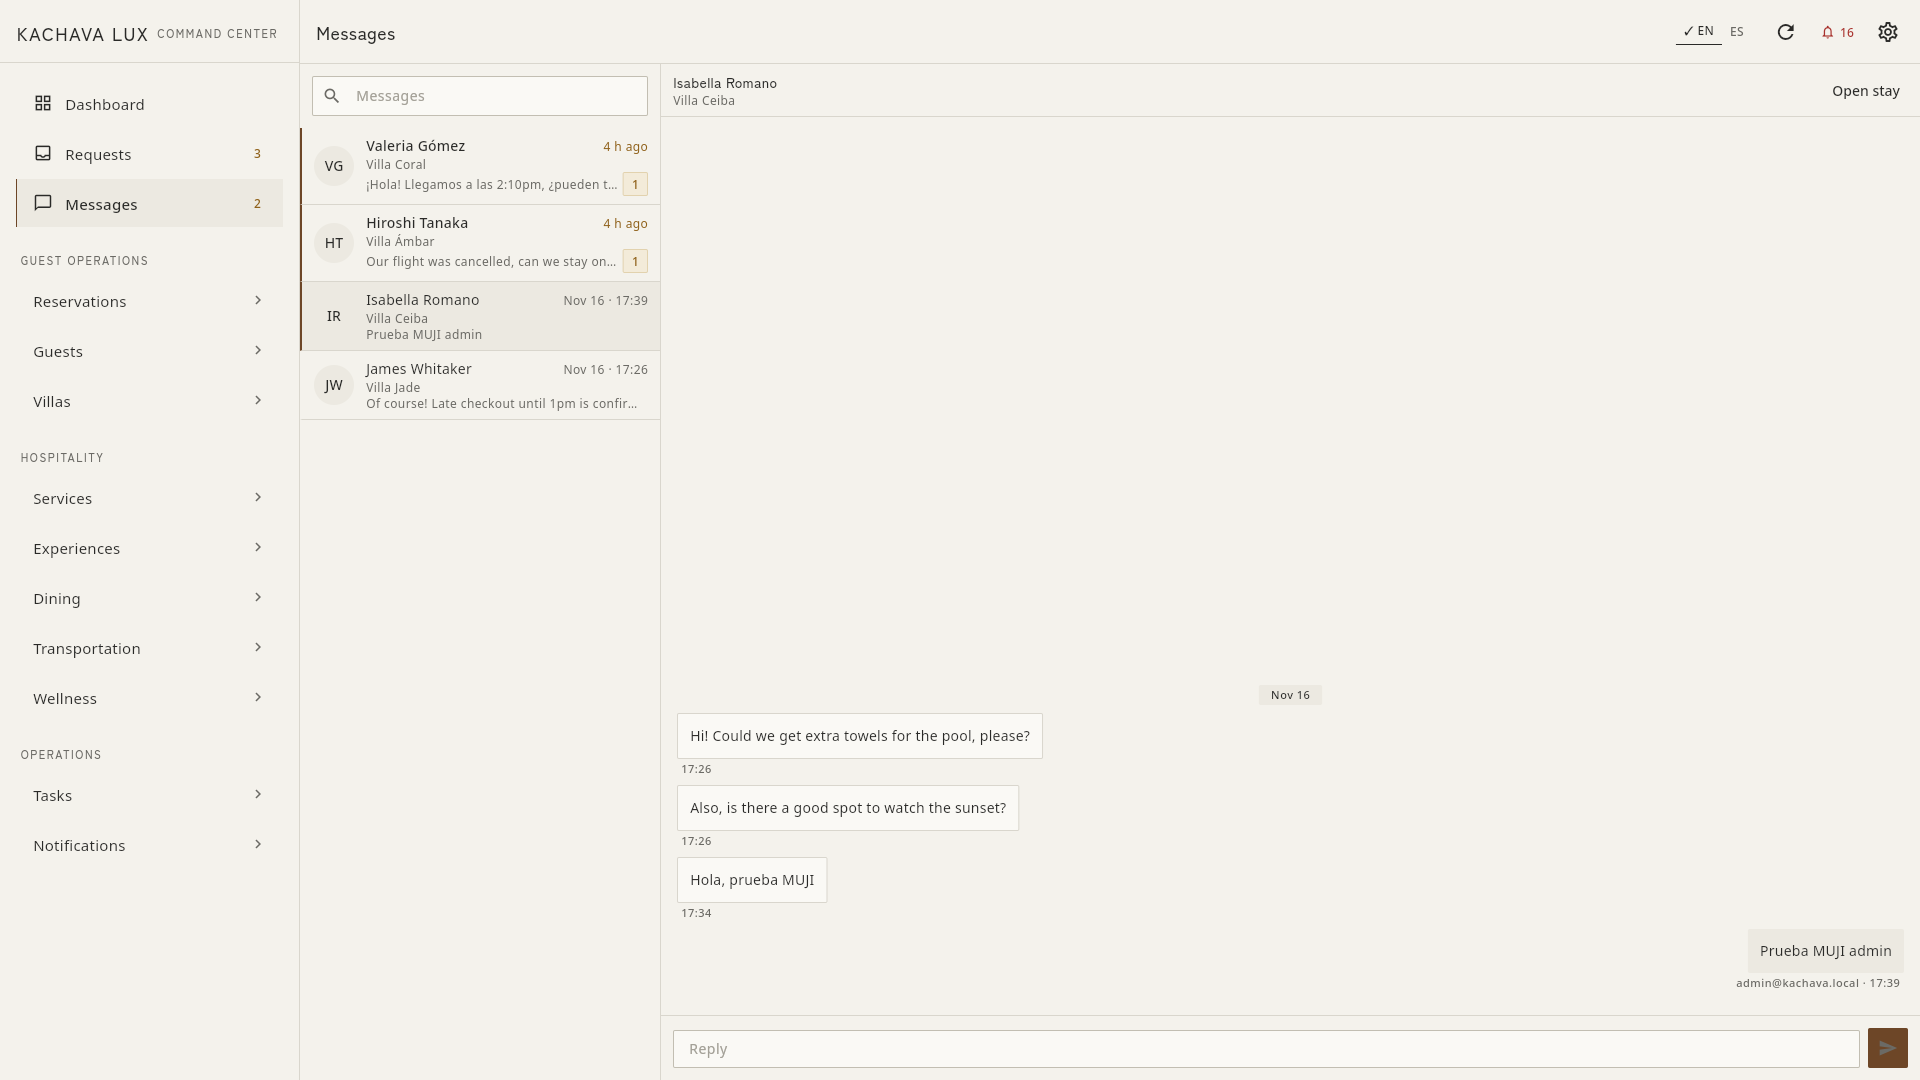 KACHAVA LUX COMMAND CENTER
Dashboard
Requests 3
Messages 2
GUEST OPERATIONS
Reservations
Guests
Villas
HOSPITALITY
Services
Experiences
Dining
Transportation
Wellness
OPERATIONS
Tasks
Notifications
Messages
✓ EN ES
16
Messages
VG
Valeria Gómez 4 h ago
Villa Coral
¡Hola! Llegamos a las 2:10pm, ¿pueden t... 1
HT
Hiroshi Tanaka 4 h ago
Villa Ámbar
Our flight was cancelled, can we stay on... 1
IR
Isabella Romano Nov 16 · 17:39
Villa Ceiba
Prueba MUJI admin
JW
James Whitaker Nov 16 · 17:26
Villa Jade
Of course! Late checkout until 1pm is confir...
Isabella Romano
Villa Ceiba
Open stay
Nov 16
Hi! Could we get extra towels for the pool, please?
17:26
Also, is there a good spot to watch the sunset?
17:26
Hola, prueba MUJI
17:34
Prueba MUJI admin
admin@kachava.local · 17:39
Reply